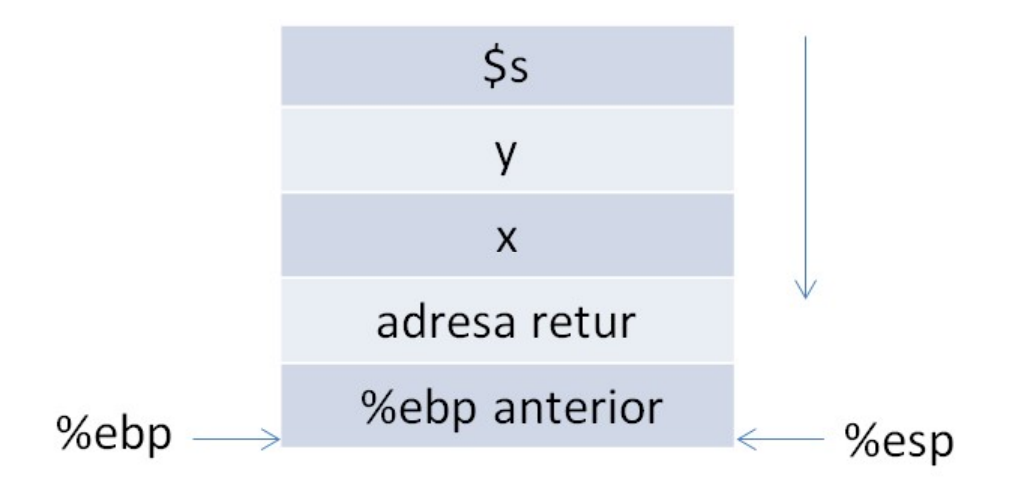 $s
y
x
adresa retur
%ebp anterior
%ebp
%esp